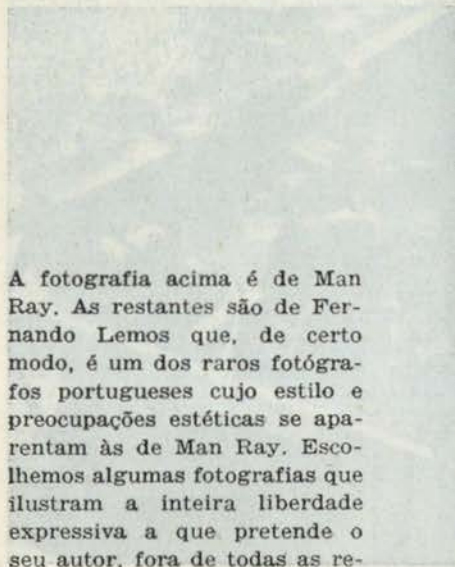 A fotografia acima é de Man
Ray. As restantes são de Fer-
nando Lemos que, de certo
modo, é um dos raros fotógra-
fos portugueses cujo estilo e
preocupações estéticas se apa-
rentam às de Man Ray. Esco-
lhemos algumas fotografias que
ilustram a inteira liberdade
expressiva a que pretende o
seu autor, fora de todas as re-